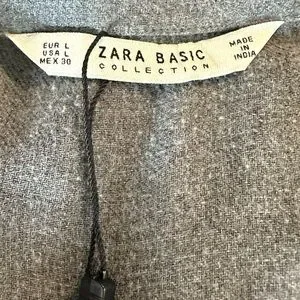 EUR L
USA L
MEX 30
ZARA BASIC
COLLECTION
MADE
IN
INDIA